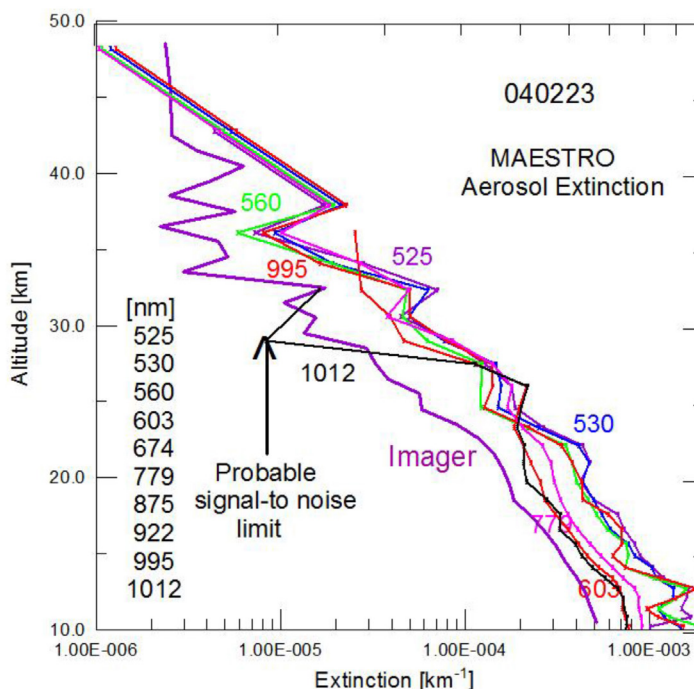 50.0
040223
MAESTRO
Aerosol Extinction
40.0
560
525
995
Altitude [km]
[nm]
525
530
560
603
674
779
875
922
995
1012
30.0
1012
530
Imager
Probable
signal-to noise
limit
20.0
779
603
10.0
1.00E-006
1.00E-005
1.00E-004
1.00E-003
Extinction [km-1]